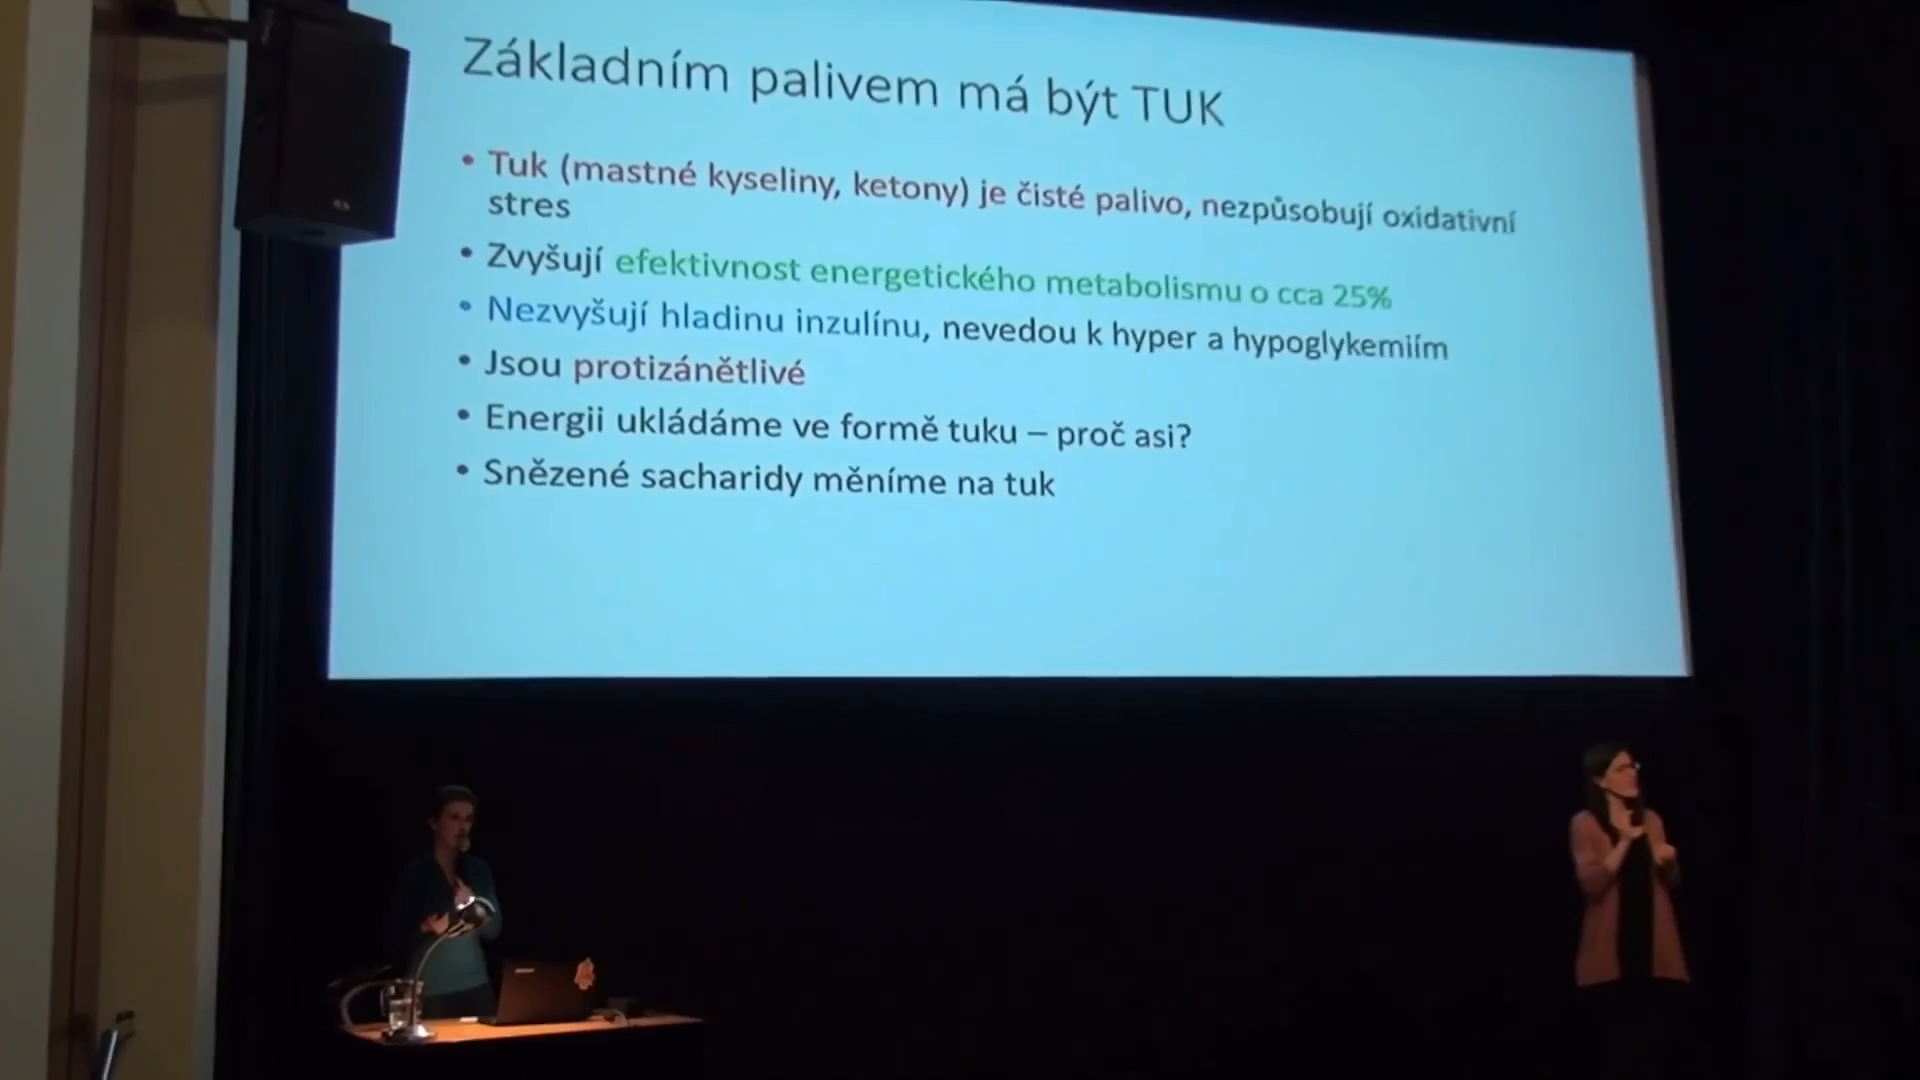 Základním palivem má být TUK
• Tuk (mastné kyseliny, ketony) je čisté palivo, nezpůsobují oxidativní
stres
• Zvyšují efektivnost energetického metabolismu o cca 25%
• Nezvyšují hladinu inzulínu, nevedou k hyper a hypoglykemiím
• Jsou protizánětlivé
• Energii ukládáme ve formě tuku – proč asi?
• Snězené sacharidy měníme na tuk